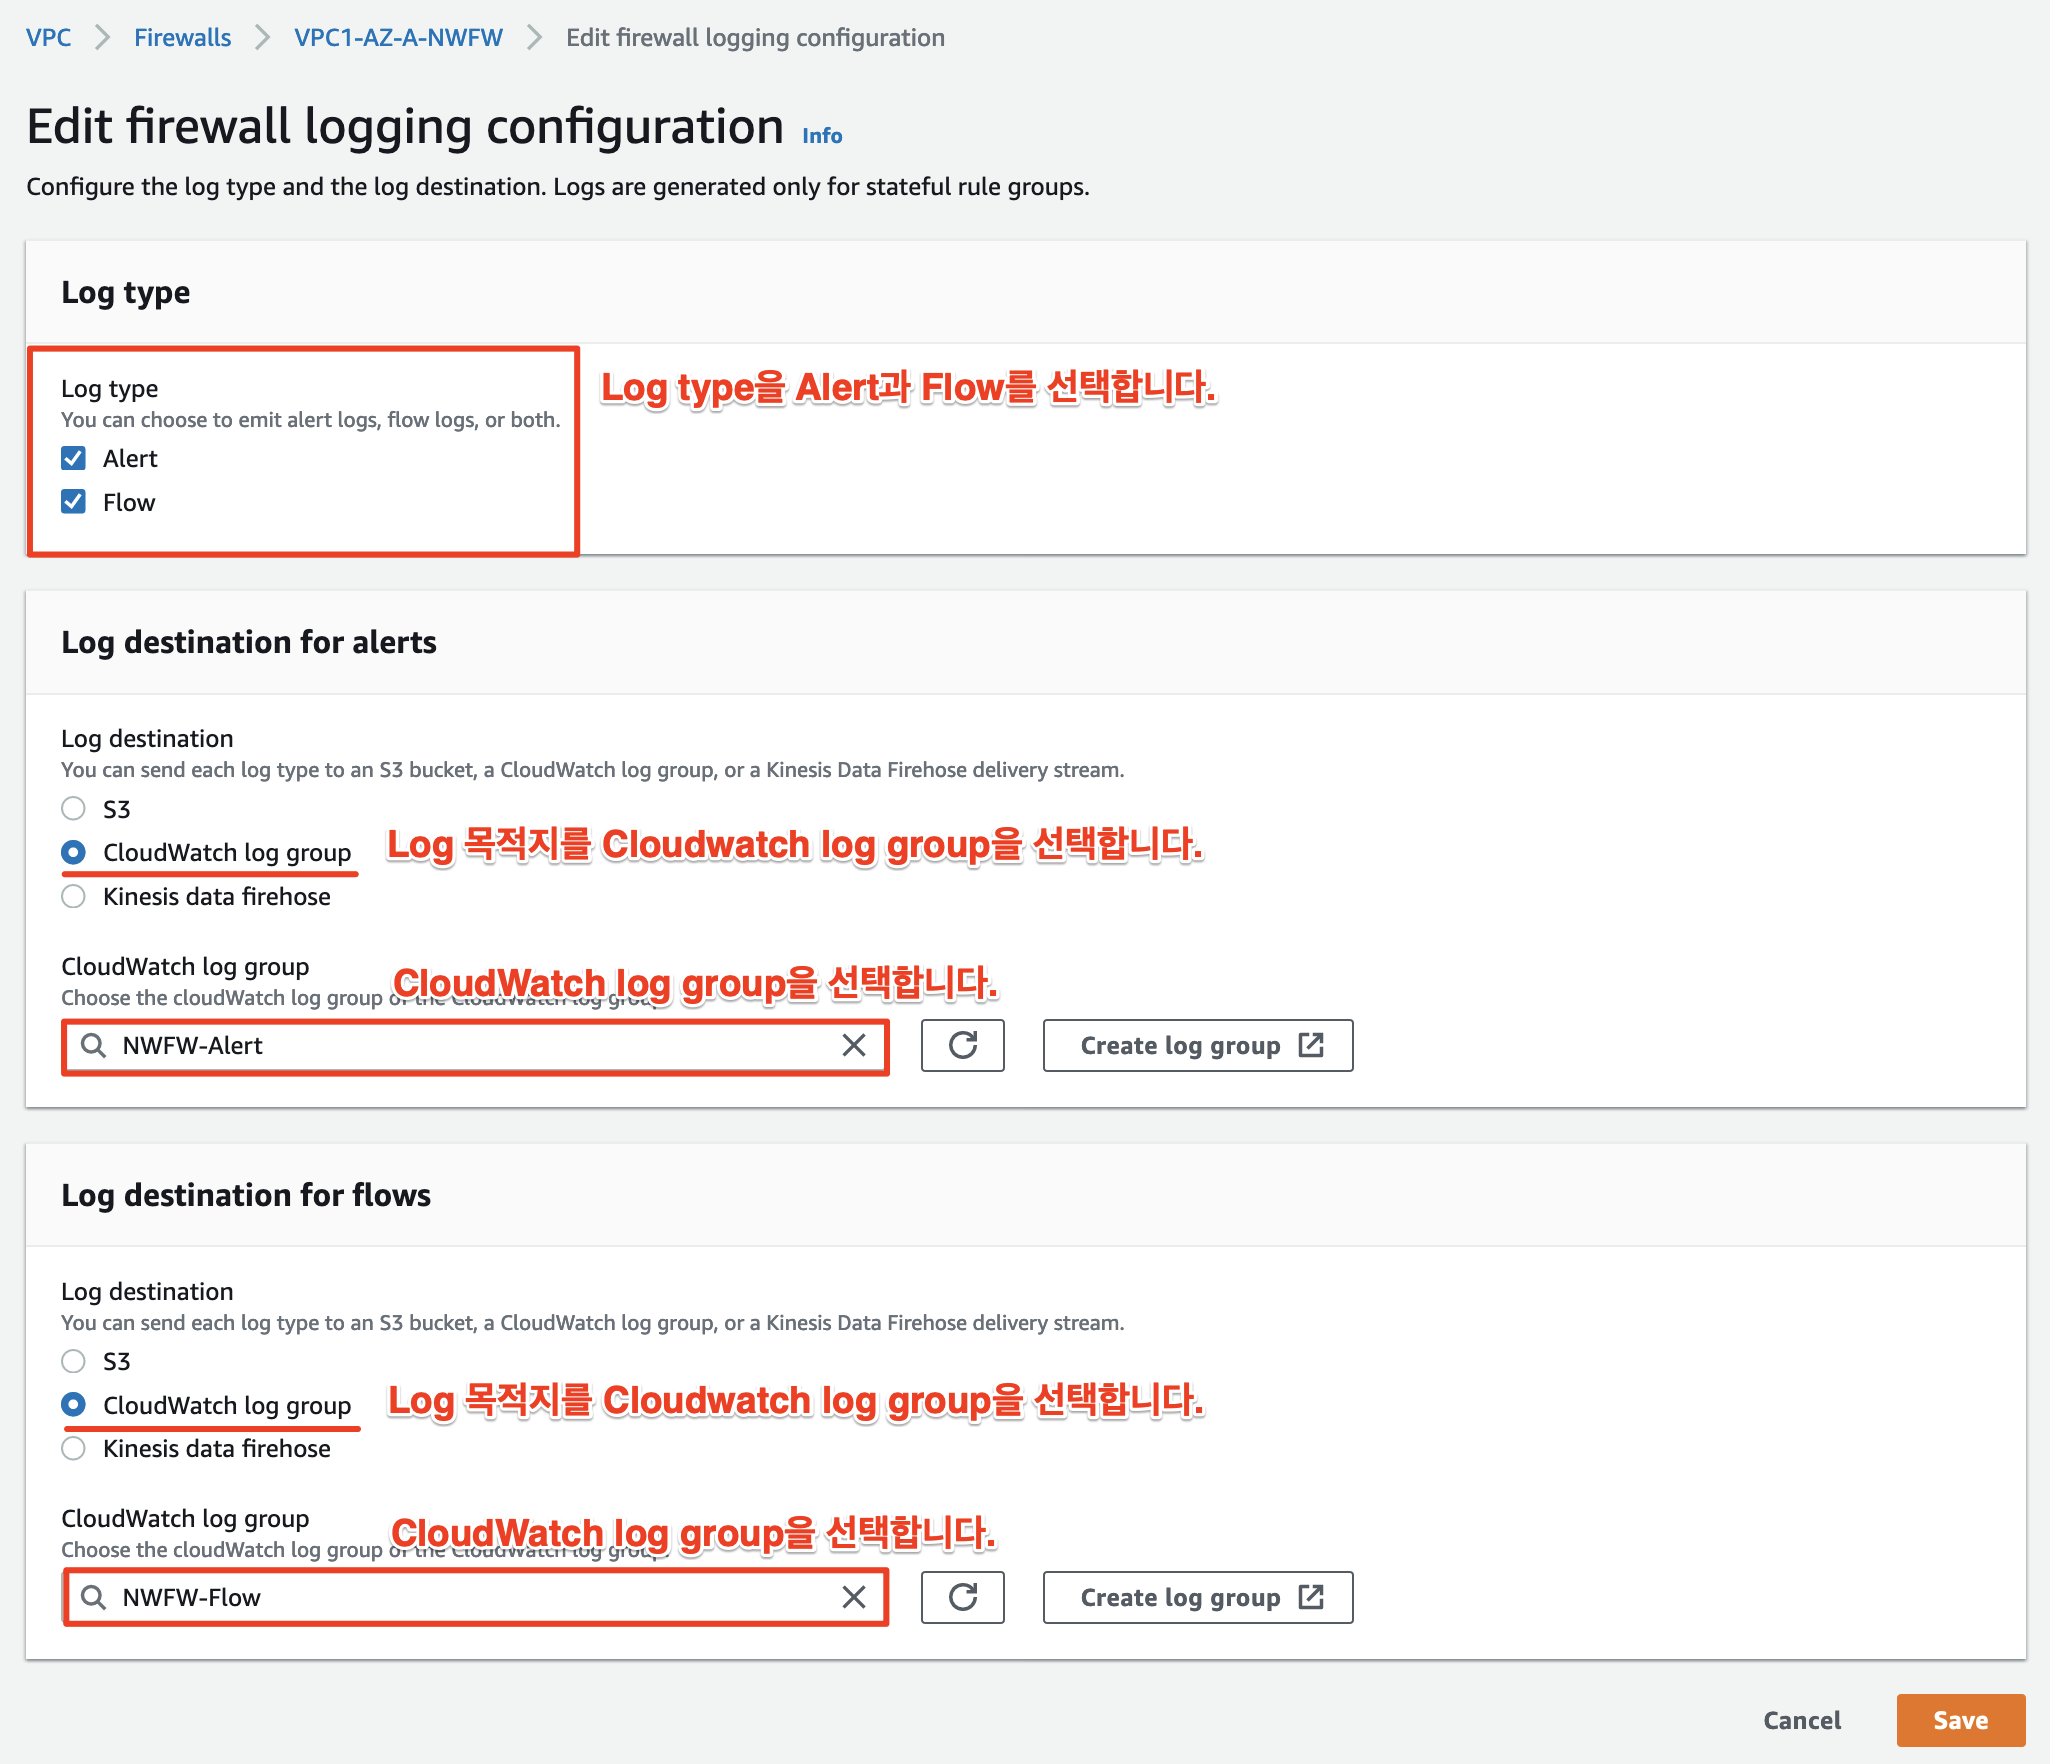 VPC > Firewalls > VPC1-AZ-A-NWFW > Edit firewall logging configuration
Edit firewall logging configuration Info
Configure the log type and the log destination. Logs are generated only for stateful rule groups.
Log type
Log type
Log type을 Alert과 Flow를 선택합니다.
You can choose to emit alert logs, flow logs, or both.
Alert
Flow
Log destination for alerts
Log destination
You can send each log type to an S3 bucket, a CloudWatch log group, or a Kinesis Data Firehose delivery stream.
S3
CloudWatch log group
Log 목적지를 Cloudwatch log group을 선택합니다.
Kinesis data firehose
CloudWatch log group
CloudWatch log group을 선택합니다.
Choose the cloudWatch log group of the CloudWatch log group
NWFW-Alert
Create log group
Log destination for flows
Log destination
You can send each log type to an S3 bucket, a CloudWatch log group, or a Kinesis Data Firehose delivery stream.
S3
CloudWatch log group
Log 목적지를 Cloudwatch log group을 선택합니다.
Kinesis data firehose
CloudWatch log group
CloudWatch log group을 선택합니다.
Choose the cloudWatch log group of the CloudWatch log group.
NWFW-Flow
Create log group
Cancel
Save